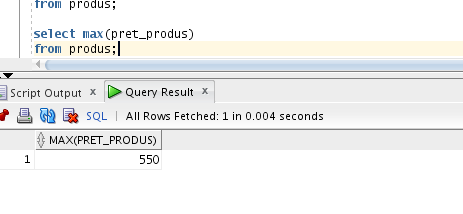 from produs;
select max(pret_produs)
from produs;
Script Output x Query Result x
SQL All Rows Fetched: 1 in 0.004 seconds
MAX(PRET_PRODUS)
1 550